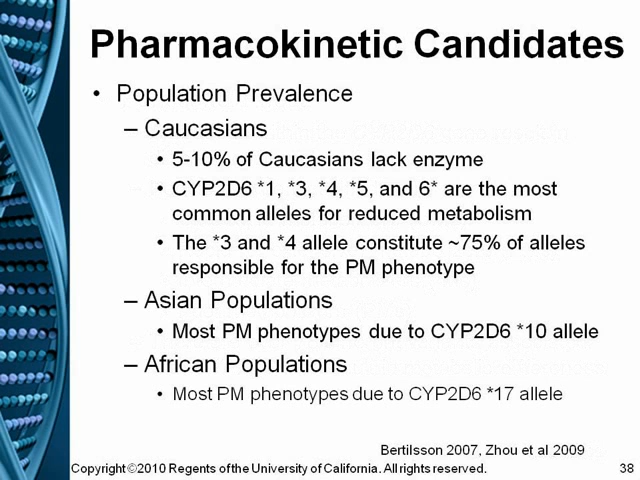 Pharmacokinetic Candidates
• Population Prevalence
– Caucasians
• 5-10% of Caucasians lack enzyme
• CYP2D6 *1, *3, *4, *5, and 6* are the most
common alleles for reduced metabolism
• The *3 and *4 allele constitute ~75% of alleles
responsible for the PM phenotype
– Asian Populations
• Most PM phenotypes due to CYP2D6 *10 allele
– African Populations
• Most PM phenotypes due to CYP2D6 *17 allele
Bertilsson 2007, Zhou et al 2009
Copyright ©2010 Regents of the University of California. All rights reserved. 38